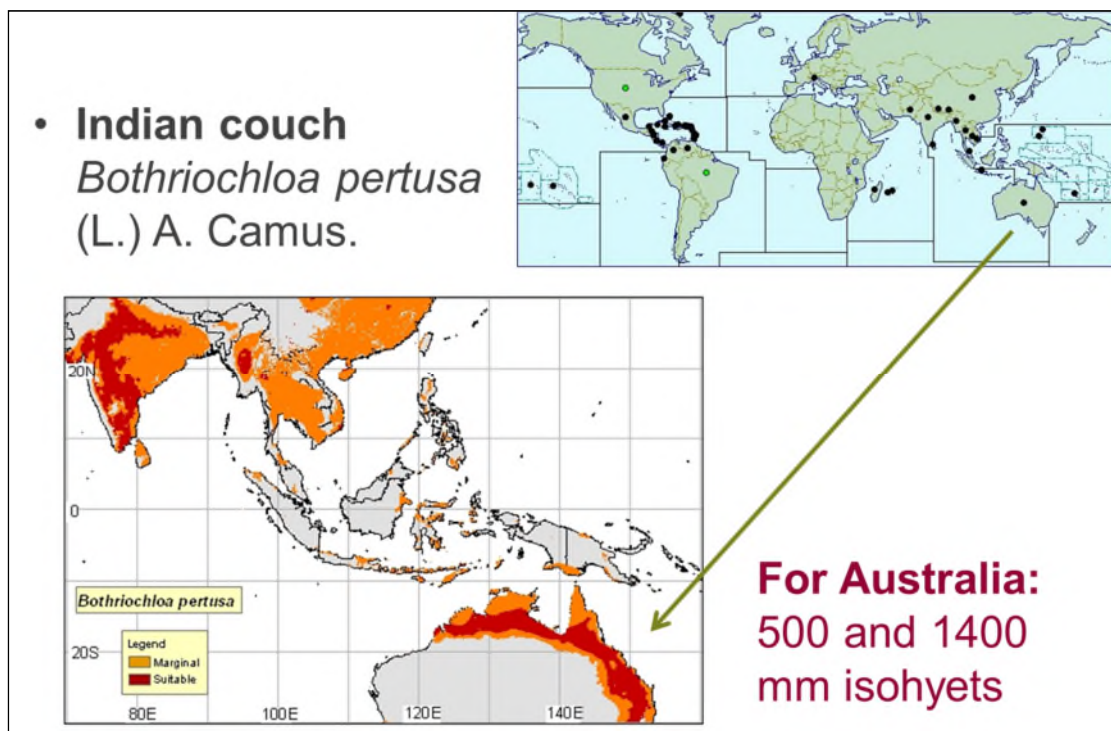 • Indian couch
Bothriochloa pertusa
(L.) A. Camus.
20N
0
20S
Bothriochloa pertusa
Legend
Marginal
Suitable
80E
100E
120E
140E
For Australia:
500 and 1400
mm isohyets